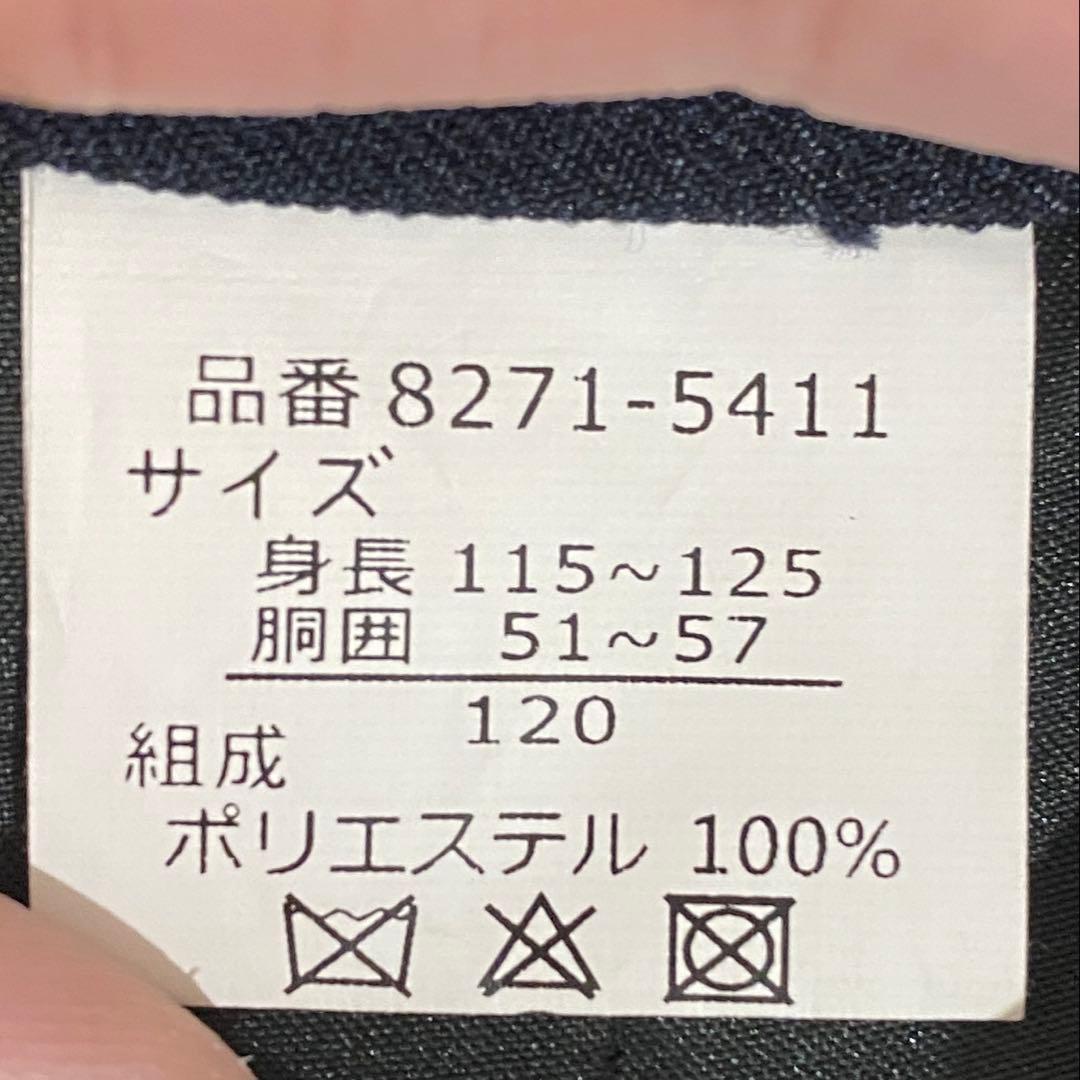 品番 8271-5411
サイズ
身長 115~125
胴囲 51~57
120
組成
ポリエステル 100%